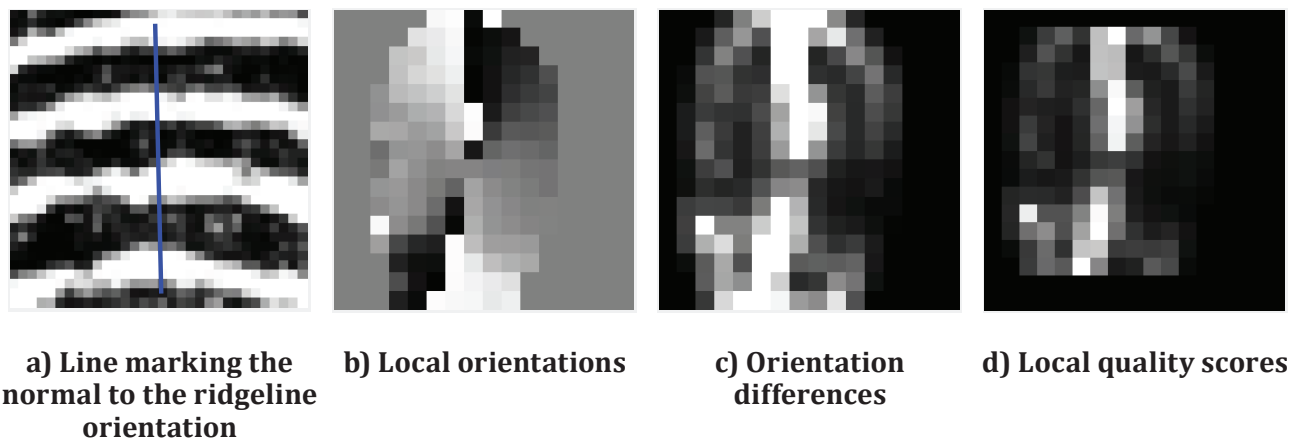 a) Line marking the
normal to the ridgeline
orientation
b) Local orientations
c) Orientation
differences
d) Local quality scores